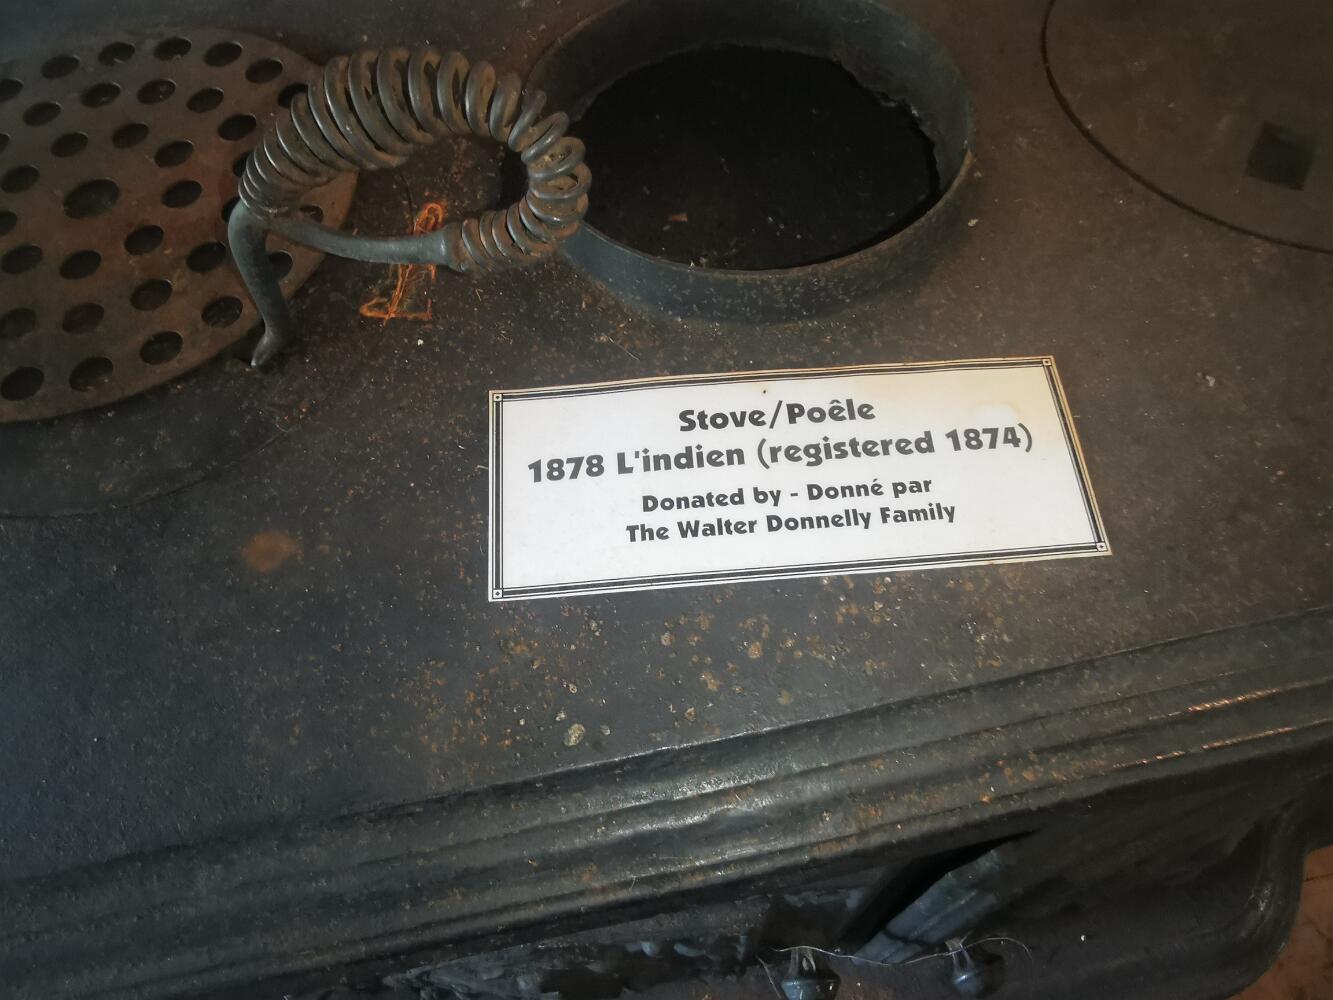 Stove/Poêle
1878 L'indien (registered 1874)
Donated by - Donné par
The Walter Donnelly Family